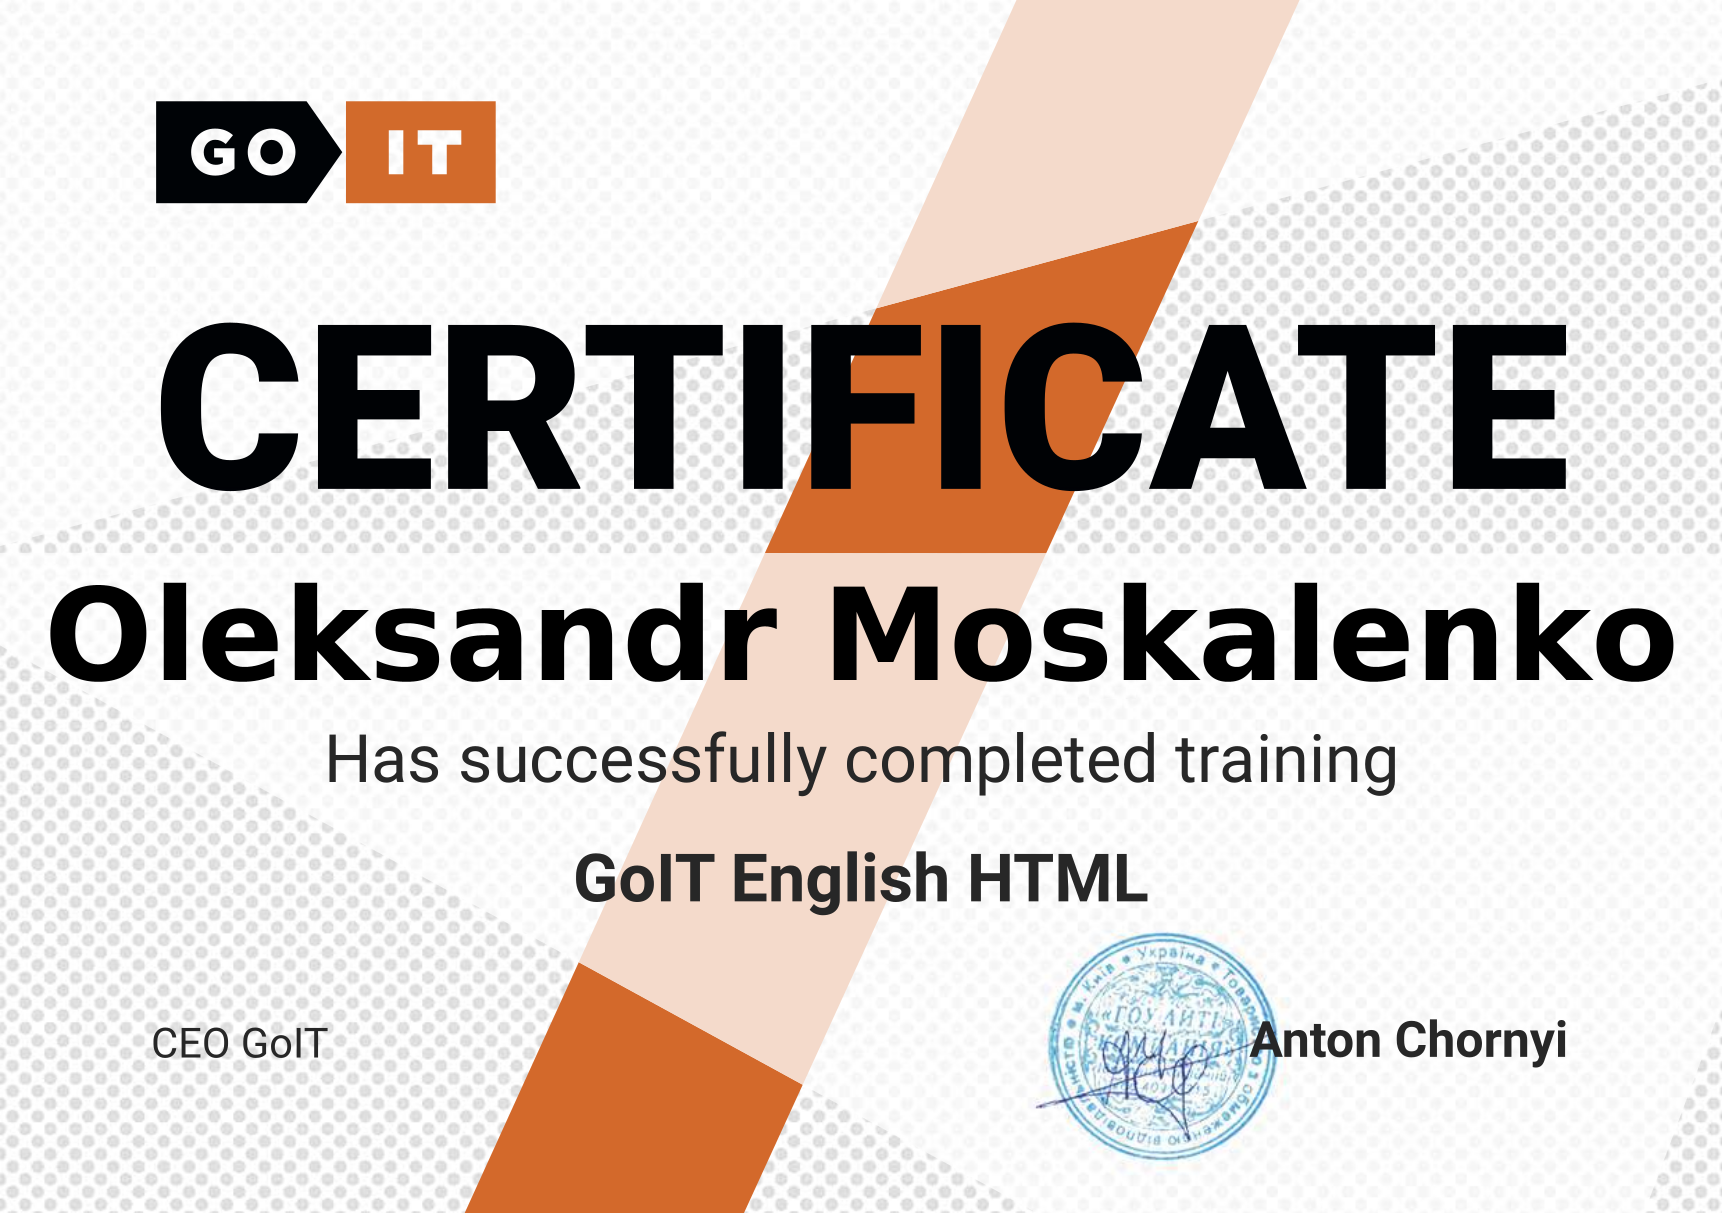 GO IT
CERTIFICATE
Oleksandr Moskalenko
Has successfully completed training
GoIT English HTML
CEO GoIT
Anton Chornyi
Україна
м. Київ
Товари
з обмеженою відповідальністю
«ГОУ АЙТІ